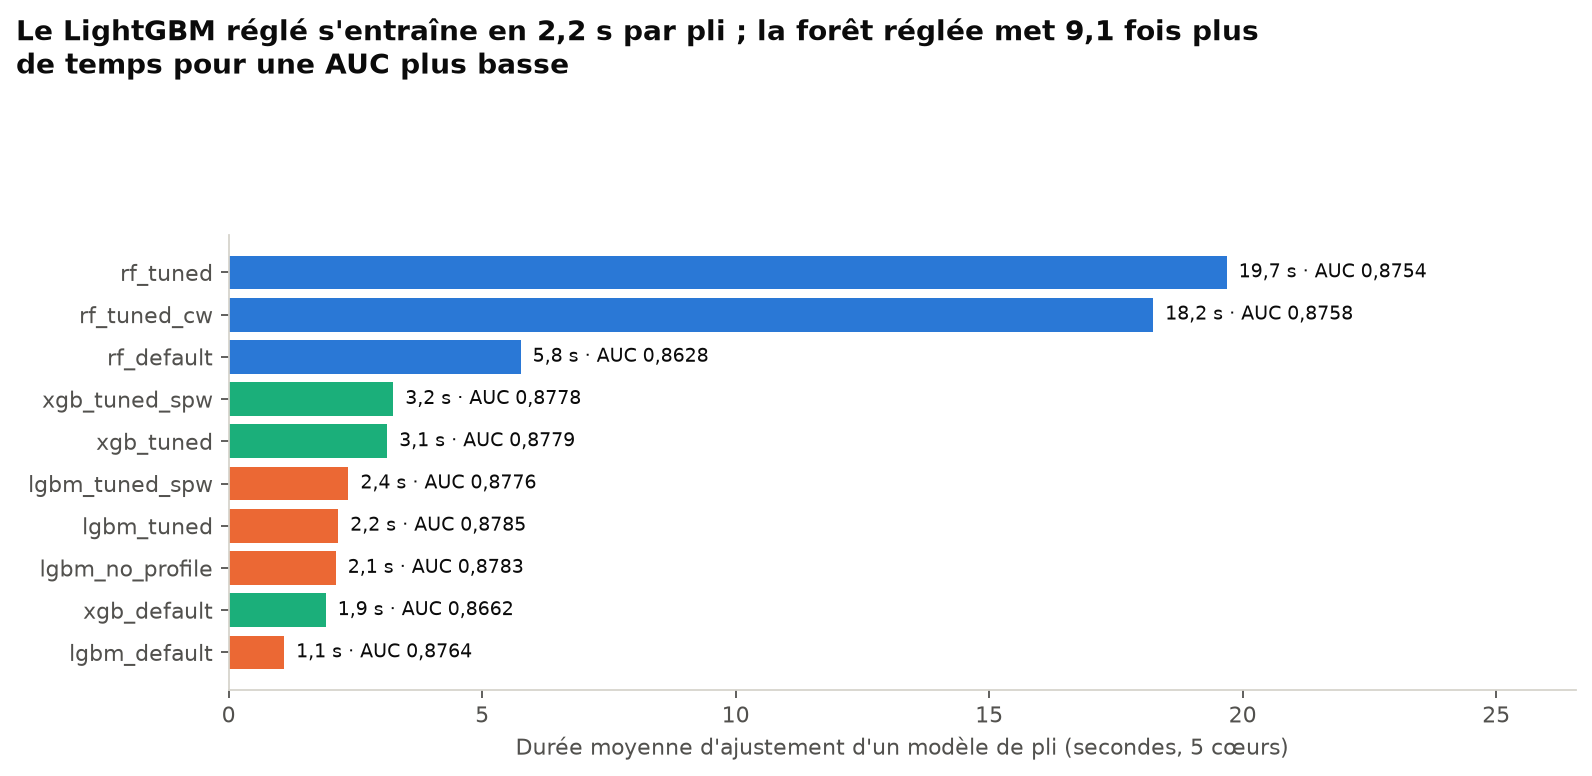 Le LightGBM réglé s'entraîne en 2,2 s par pli ; la forêt réglée met 9,1 fois plus
de temps pour une AUC plus basse
rf_tuned
19,7 s · AUC 0,8754
rf_tuned_cw
18,2 s · AUC 0,8758
rf_default
5,8 s · AUC 0,8628
xgb_tuned_spw
3,2 s · AUC 0,8778
xgb_tuned
3,1 s · AUC 0,8779
lgbm_tuned_spw
2,4 s · AUC 0,8776
lgbm_tuned
2,2 s · AUC 0,8785
lgbm_no_profile
2,1 s · AUC 0,8783
xgb_default
1,9 s · AUC 0,8662
lgbm_default
1,1 s · AUC 0,8764
0 5 10 15 20 25
Durée moyenne d'ajustement d'un modèle de pli (secondes, 5 cœurs)